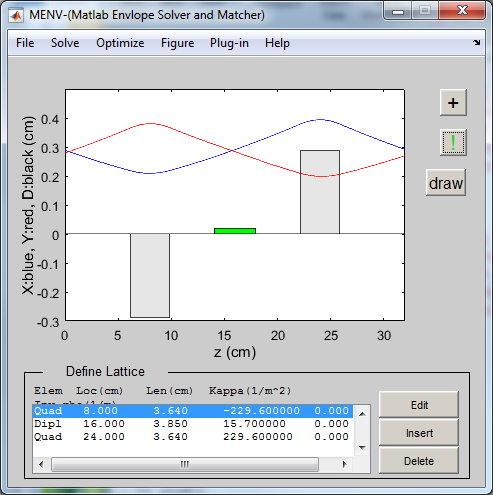 MENV-(Matlab Envlope Solver and Matcher)
File Solve Optimize Figure Plug-in Help
+
!
draw
X:blue, Y:red, D:black (cm)
0.4
0.3
0.2
0.1
0
-0.1
-0.2
-0.3
0 5 10 15 20 25 30
z (cm)
Define Lattice
Elem Loc(cm) Len(cm) Kappa(1/m^2)
Quad 8.000 3.640 -229.600000 0.000
Dipl 16.000 3.850 15.700000 0.000
Quad 24.000 3.640 229.600000 0.000
Edit
Insert
Delete